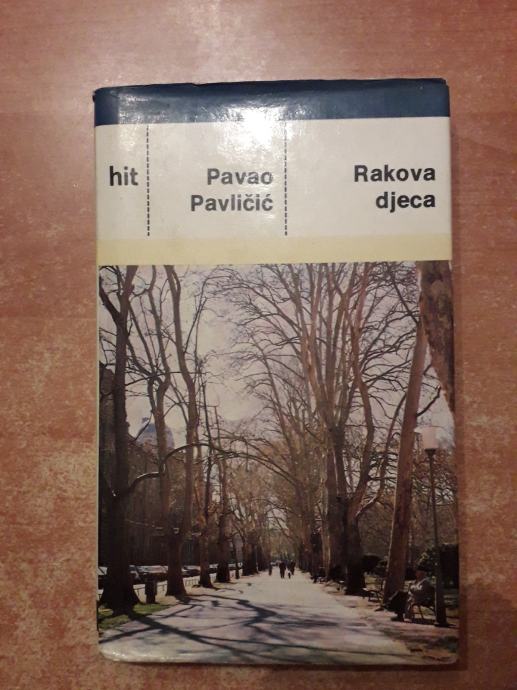 hit
Pavao
Pavličić
Rakova
djeca